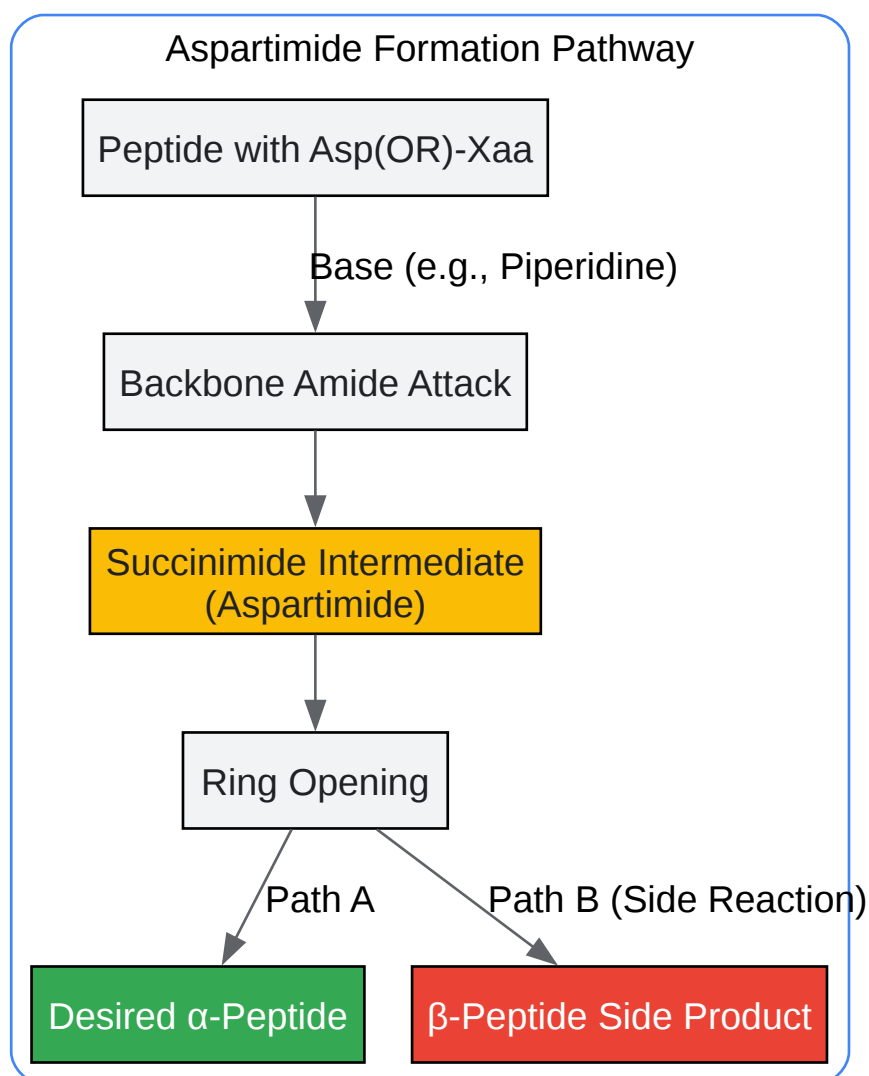 Aspartimide Formation Pathway
Peptide with Asp(OR)-Xaa
Base (e.g., Piperidine)
Backbone Amide Attack
Succinimide Intermediate
(Aspartimide)
Ring Opening
Path A
Path B (Side Reaction)
Desired α-Peptide
β-Peptide Side Product